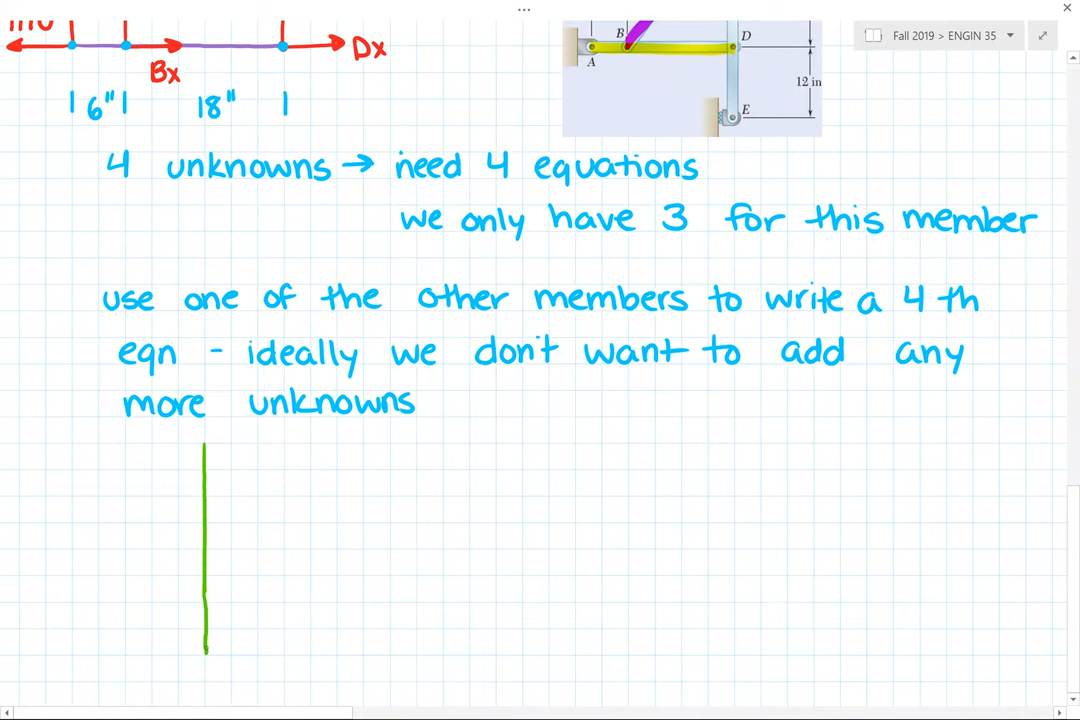 Dx
Bx
6" 18"
B D
A
12 in
E
Fall 2019 > ENGIN 35
4 unknowns → need 4 equations
we only have 3 for this member
use one of the other members to write a 4th
eqn - ideally we don't want to add any
more unknowns